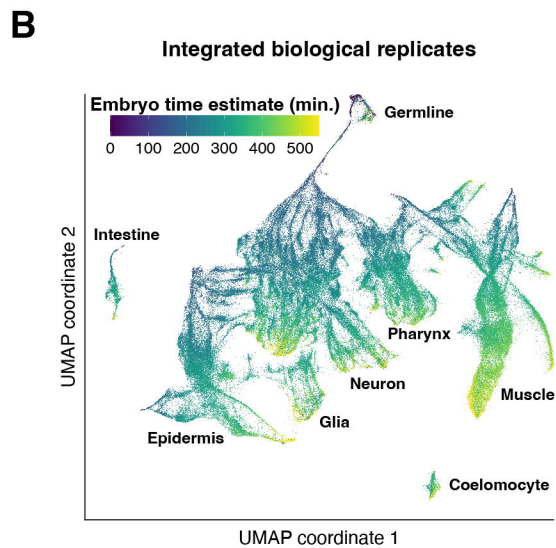 B
Integrated biological replicates
Embryo time estimate (min.)
0 100 200 300 400 500
Germline
Intestine
Pharynx
Neuron
Muscle
Glia
Epidermis
Coelomocyte
UMAP coordinate 2
UMAP coordinate 1